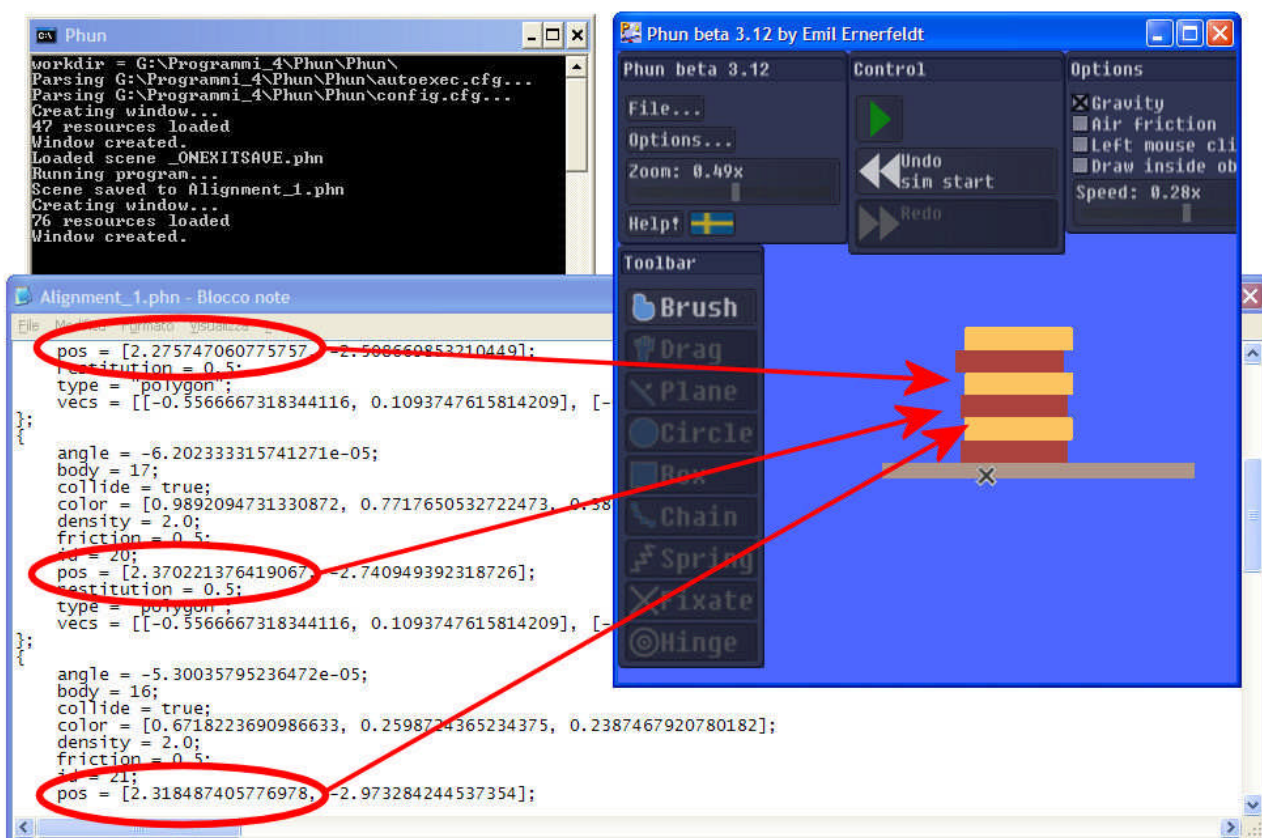 Phun
workdir = G:\Programmi_4\Phun\Phun\
Parsing G:\Programmi_4\Phun\Phun\autoexec.cfg...
Parsing G:\Programmi_4\Phun\Phun\config.cfg...
Creating window...
47 resources loaded
Window created.
Loaded scene _ONEXITSAVE.phn
Running program...
Scene saved to Alignment_1.phn
Creating window...
76 resources loaded
Window created.
Phun beta 3.12 by Emil Ernerfeldt
Phun beta 3.12
File...
Options...
Zoom: 0.49x
Help!
Control
Undo
sim start
Redo
Options
Gravity
Air friction
Left mouse cli
Draw inside ob
Speed: 0.28x
Toolbar
Brush
Drag
Plane
Circle
Box
Chain
Spring
Fixate
Hinge
Alignment_1.phn - Blocco note
File Modifica Formato Visualizza
pos = [2.275747060775757, -2.508669853210449];
restitution = 0.5;
type = "polygon";
vecs = [[-0.5566667318344116, 0.1093747615814209], [-
};
{
angle = -6.202333315741271e-05;
body = 17;
collide = true;
color = [0.9892094731330872, 0.7717650532722473, 0.38
density = 2.0;
friction = 0.5;
id = 20;
pos = [2.370221376419067, -2.740949392318726];
restitution = 0.5;
type = "polygon";
vecs = [[-0.5566667318344116, 0.1093747615814209], [-
};
{
angle = -5.30035795236472e-05;
body = 16;
collide = true;
color = [0.6718223690986633, 0.2598724365234375, 0.2387467920780182];
density = 2.0;
friction = 0.5;
id = 21;
pos = [2.318487405776978, -2.973284244537354];